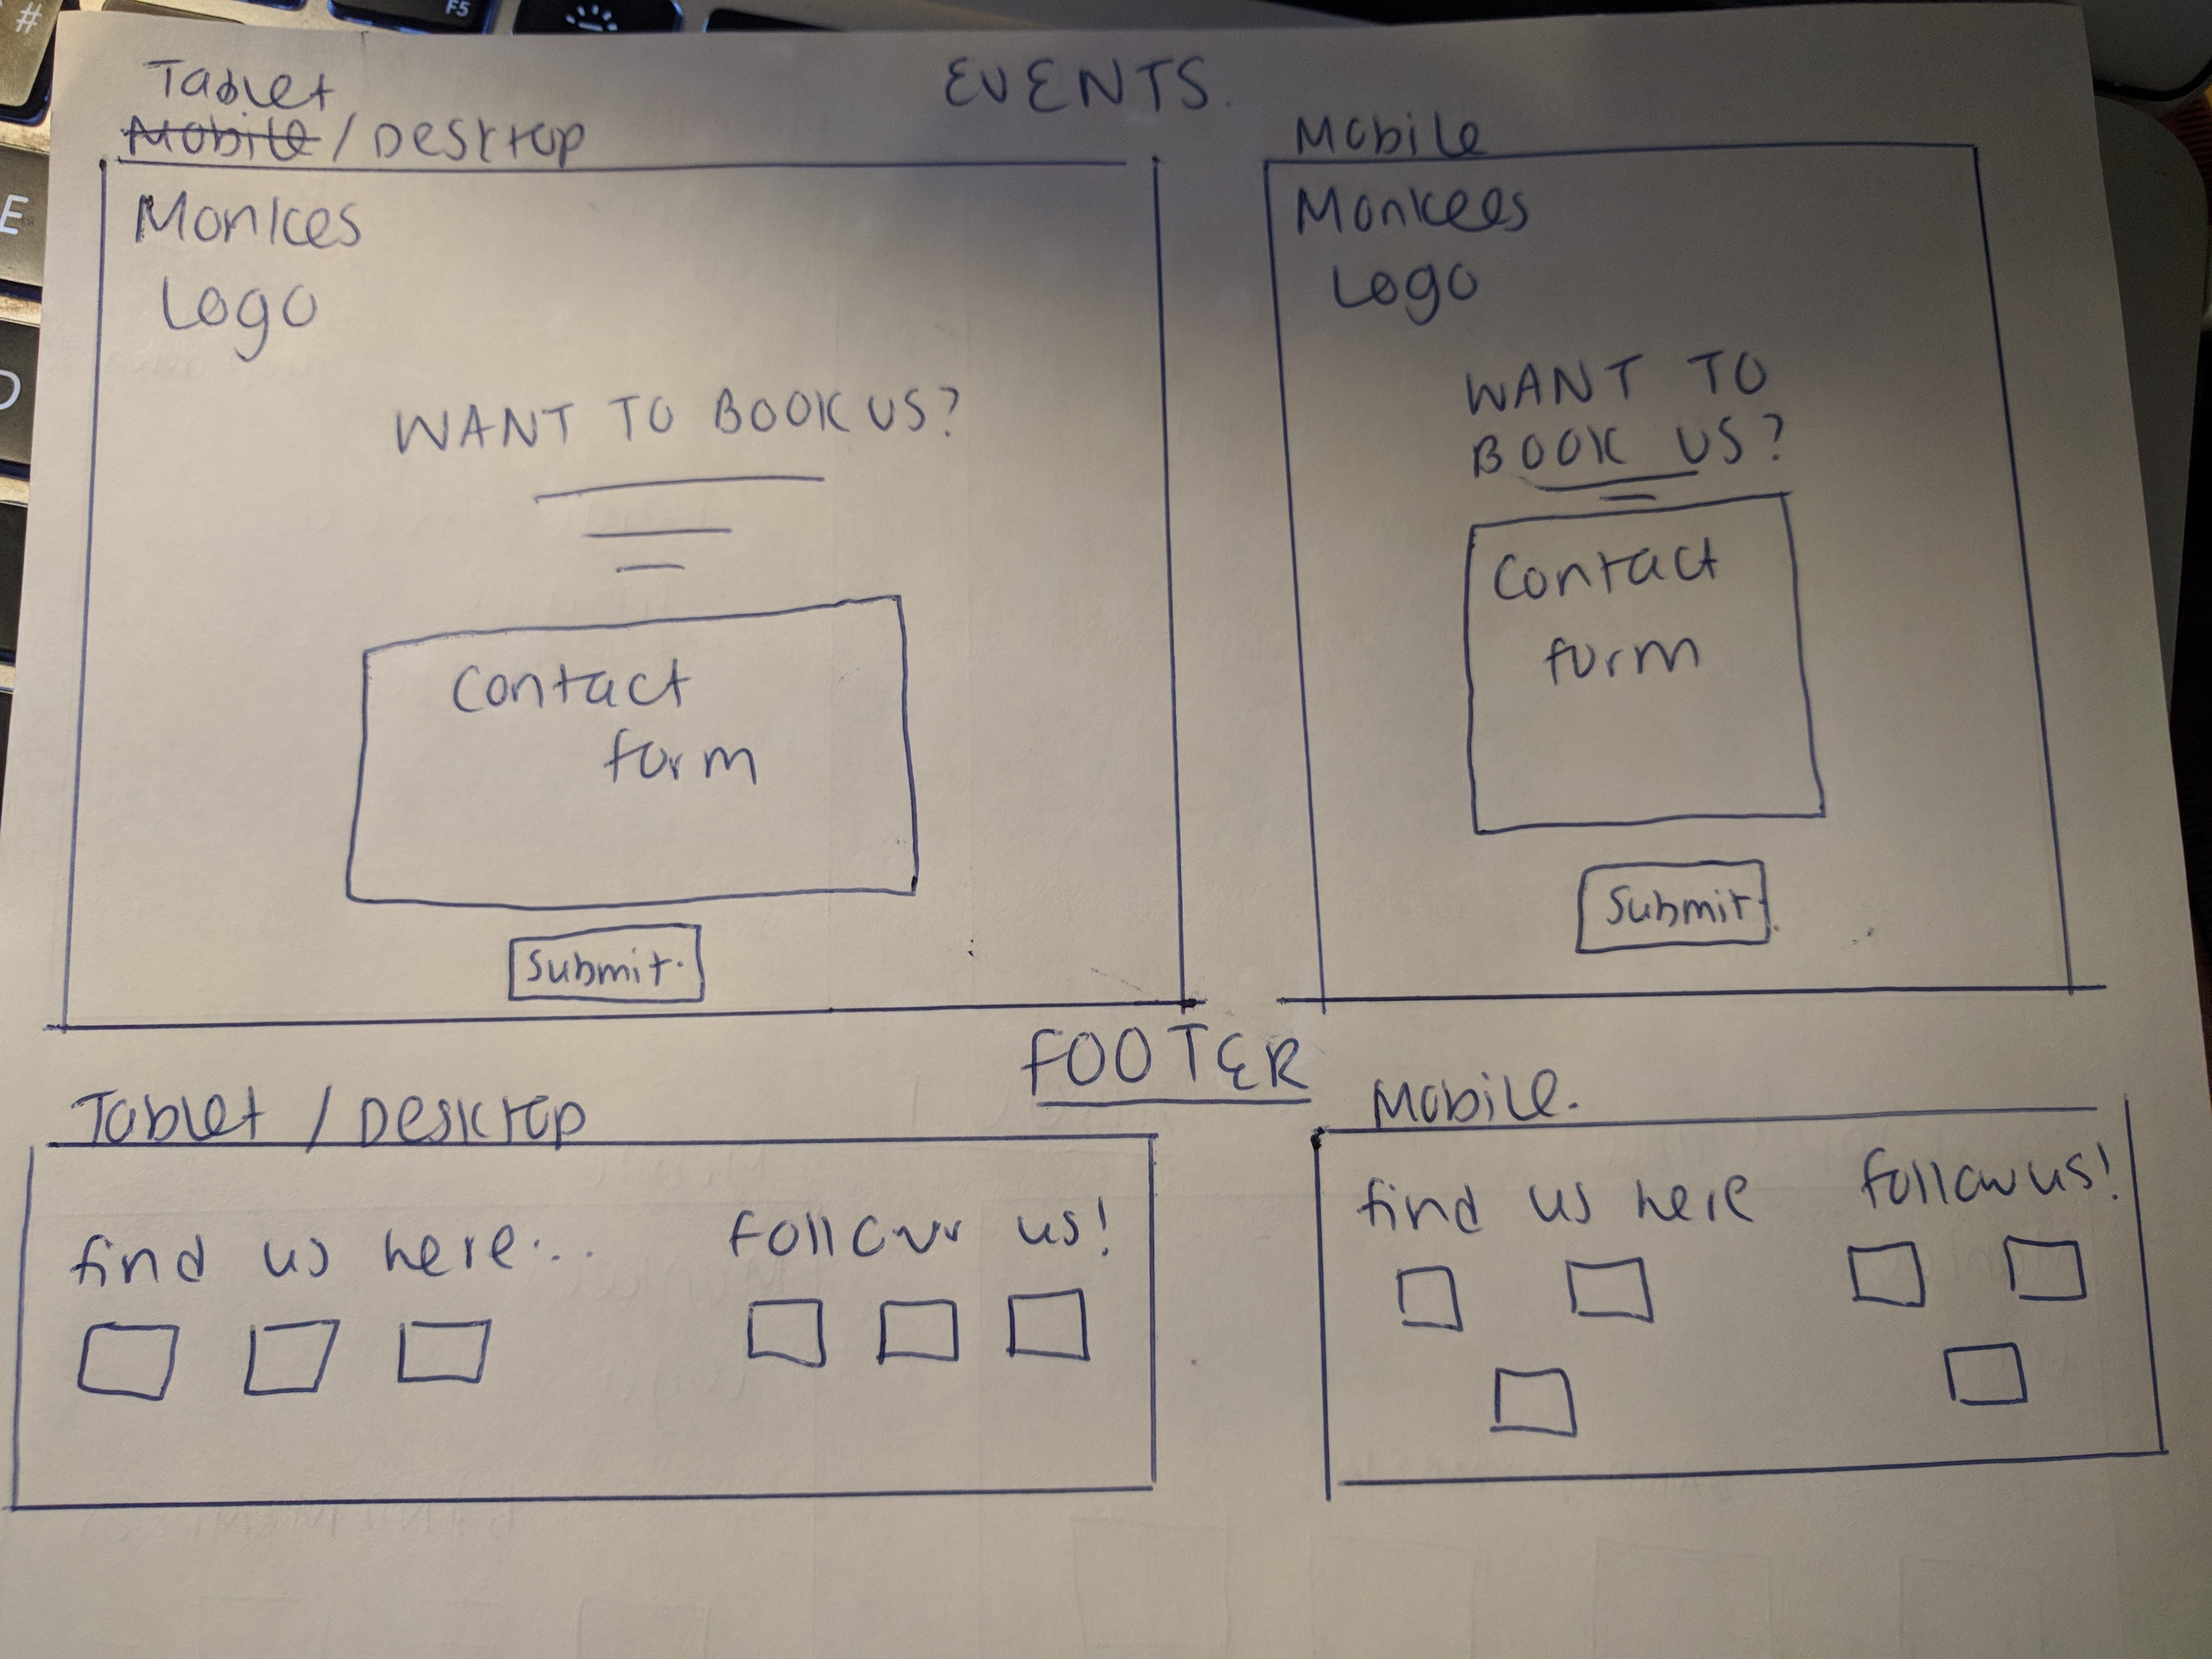 EVENTS.
Tablet
Mobile / Desktop
Monkees
Logo
WANT TO BOOK US?
Contact
form
Submit.
Mobile
Monkees
Logo
WANT TO
BOOK US?
Contact
form
Submit.
FOOTER
Tablet / Desktop
find us here...
follow us!
Mobile.
find us here
follow us!
#
F5
E
D